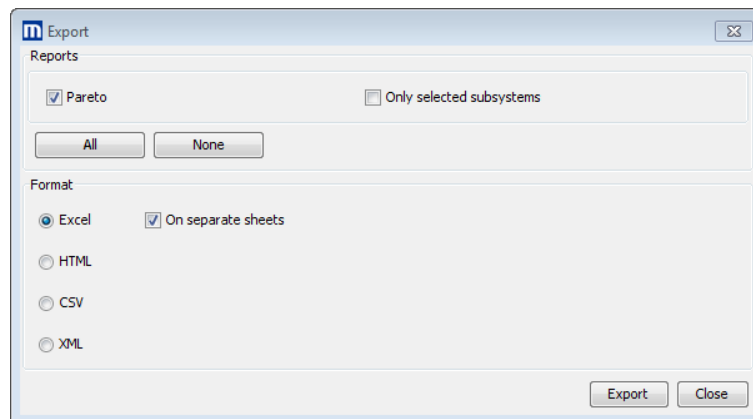 m Export
Reports
Pareto Only selected subsystems
All None
Format
Excel On separate sheets
HTML
CSV
XML
Export Close